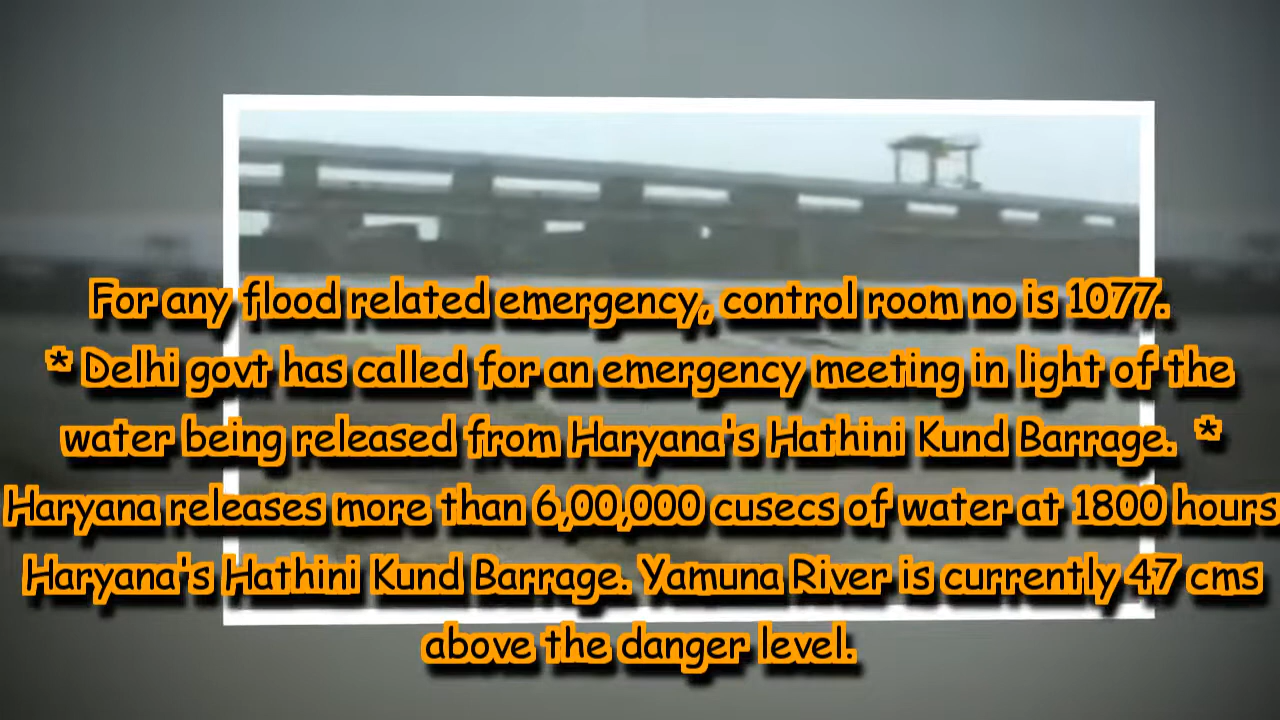 For any flood related emergency, control room no is 1077.
* Delhi govt has called for an emergency meeting in light of the
water being released from Haryana's Hathini Kund Barrage.  *
Haryana releases more than 6,00,000 cusecs of water at 1800 hours
Haryana's Hathini Kund Barrage. Yamuna River is currently 47 cms
above the danger level.